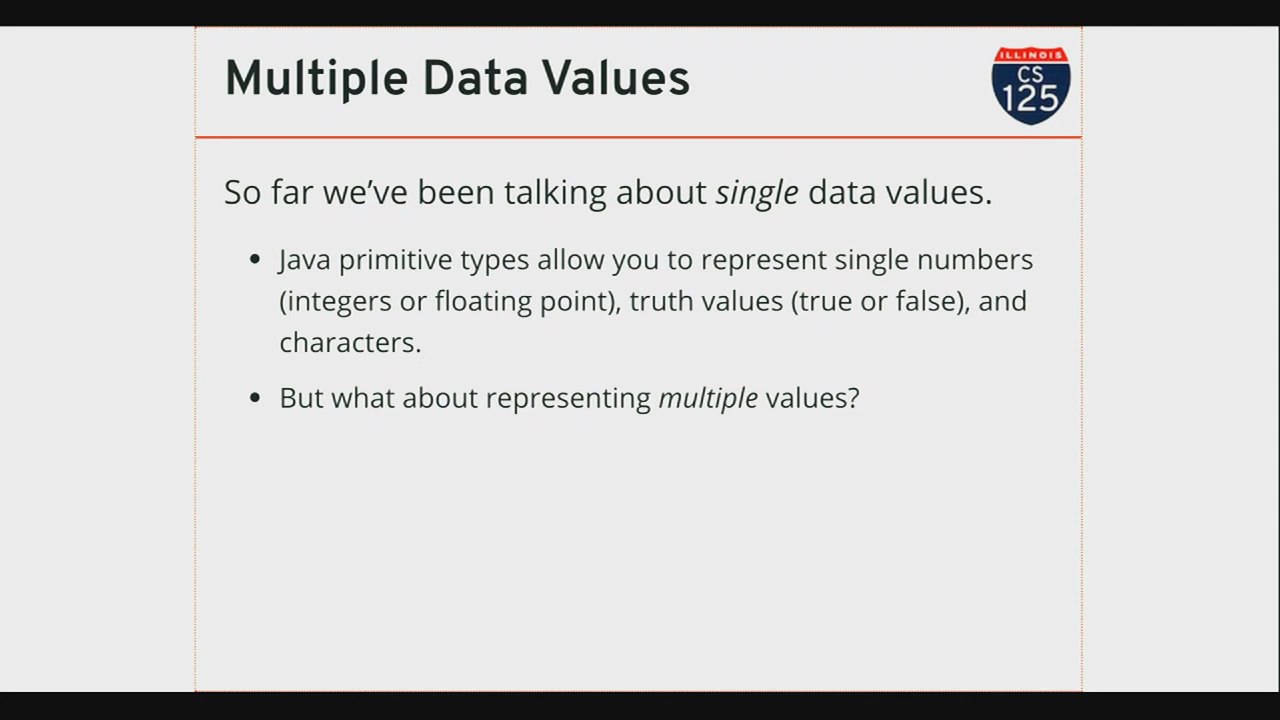 Multiple Data Values
ILLINOIS
CS
125
So far we've been talking about single data values.
• Java primitive types allow you to represent single numbers
(integers or floating point), truth values (true or false), and
characters.
• But what about representing multiple values?